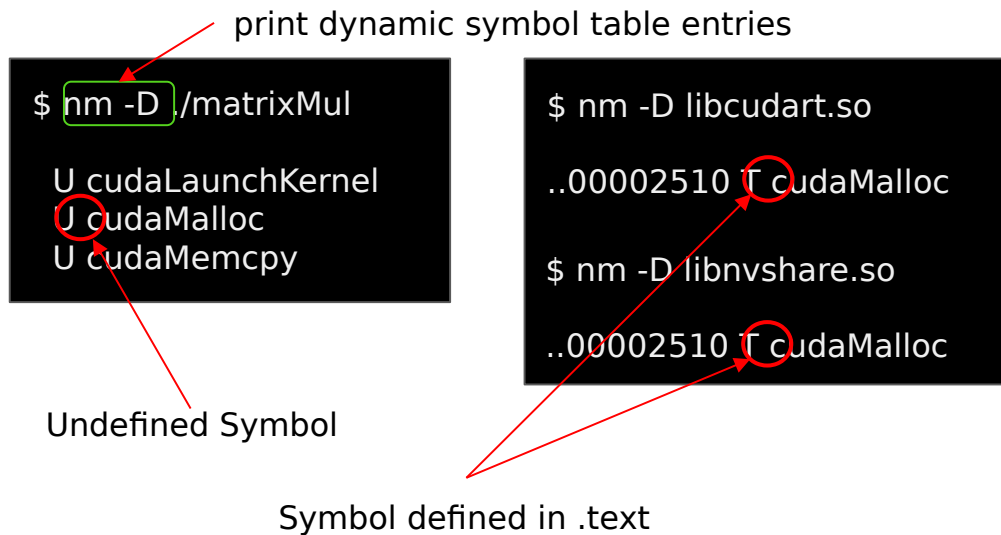 print dynamic symbol table entries
$ nm -D ./matrixMul
U cudaLaunchKernel
U cudaMalloc
U cudaMemcpy
Undefined Symbol
$ nm -D libcudart.so
..00002510 T cudaMalloc
$ nm -D libnvshare.so
..00002510 T cudaMalloc
Symbol defined in .text